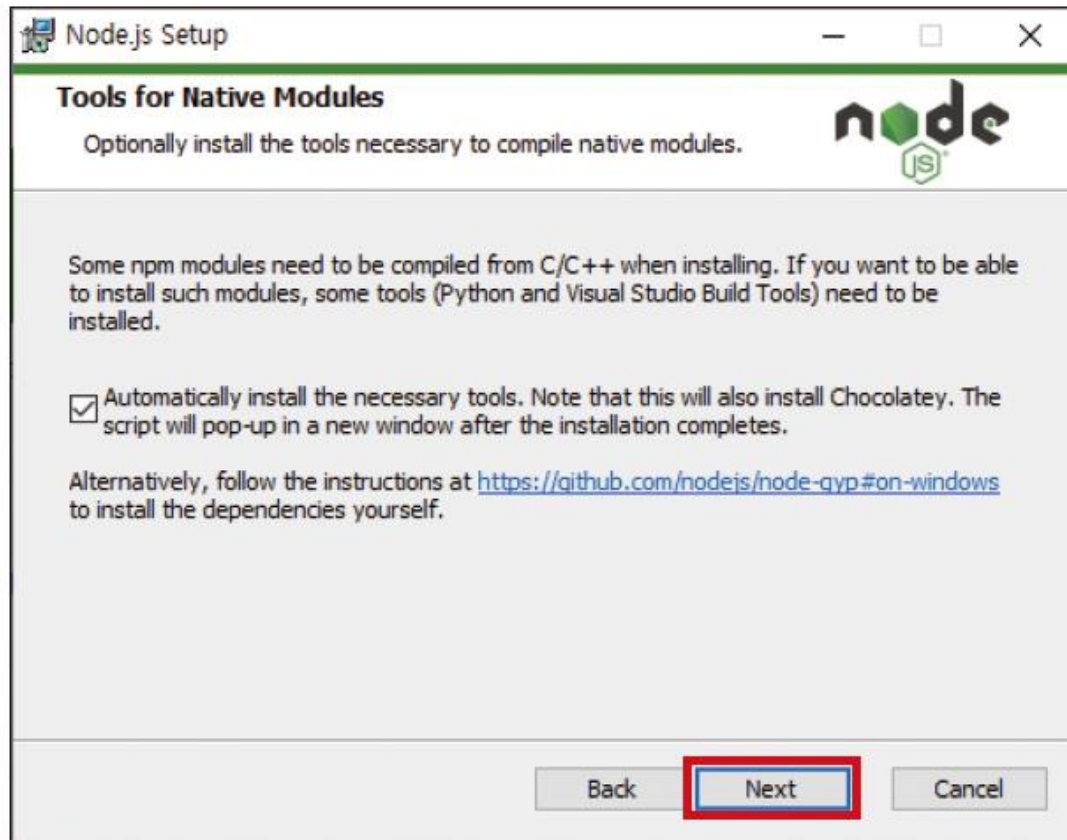 Node.js Setup
Tools for Native Modules
Optionally install the tools necessary to compile native modules.
node
JS
Some npm modules need to be compiled from C/C++ when installing. If you want to be able
to install such modules, some tools (Python and Visual Studio Build Tools) need to be
installed.
Automatically install the necessary tools. Note that this will also install Chocolatey. The
script will pop-up in a new window after the installation completes.
Alternatively, follow the instructions at https://github.com/nodejs/node-gyp#on-windows
to install the dependencies yourself.
Back Next Cancel